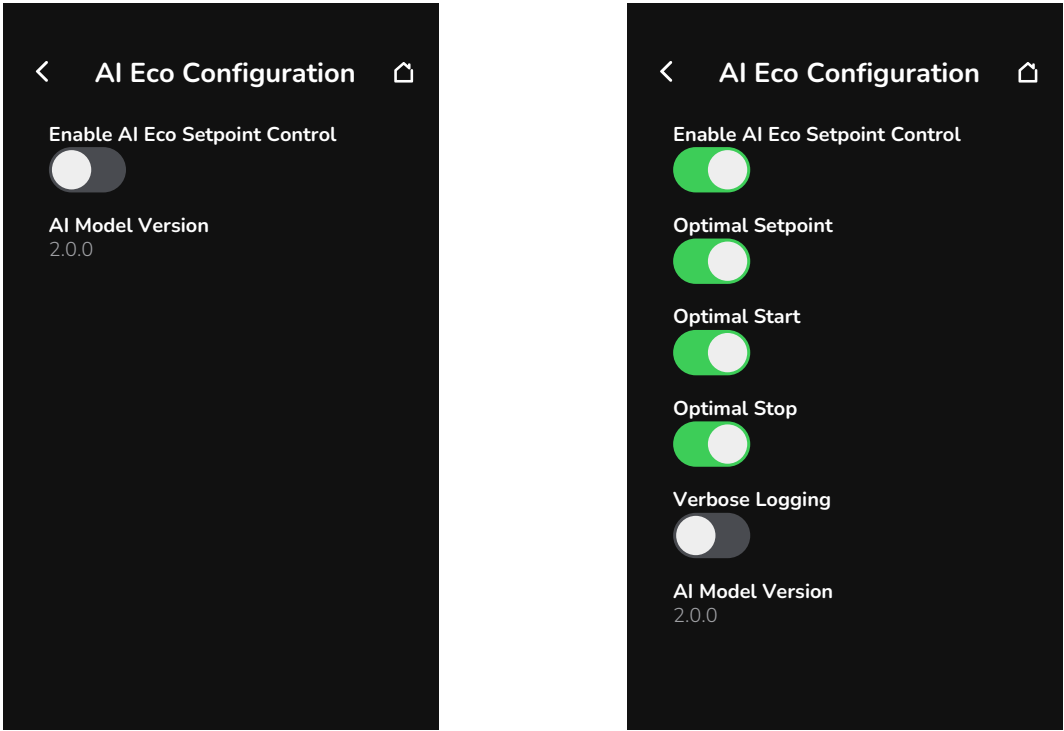 AI Eco Configuration
Enable AI Eco Setpoint Control
AI Model Version
2.0.0
AI Eco Configuration
Enable AI Eco Setpoint Control
Optimal Setpoint
Optimal Start
Optimal Stop
Verbose Logging
AI Model Version
2.0.0